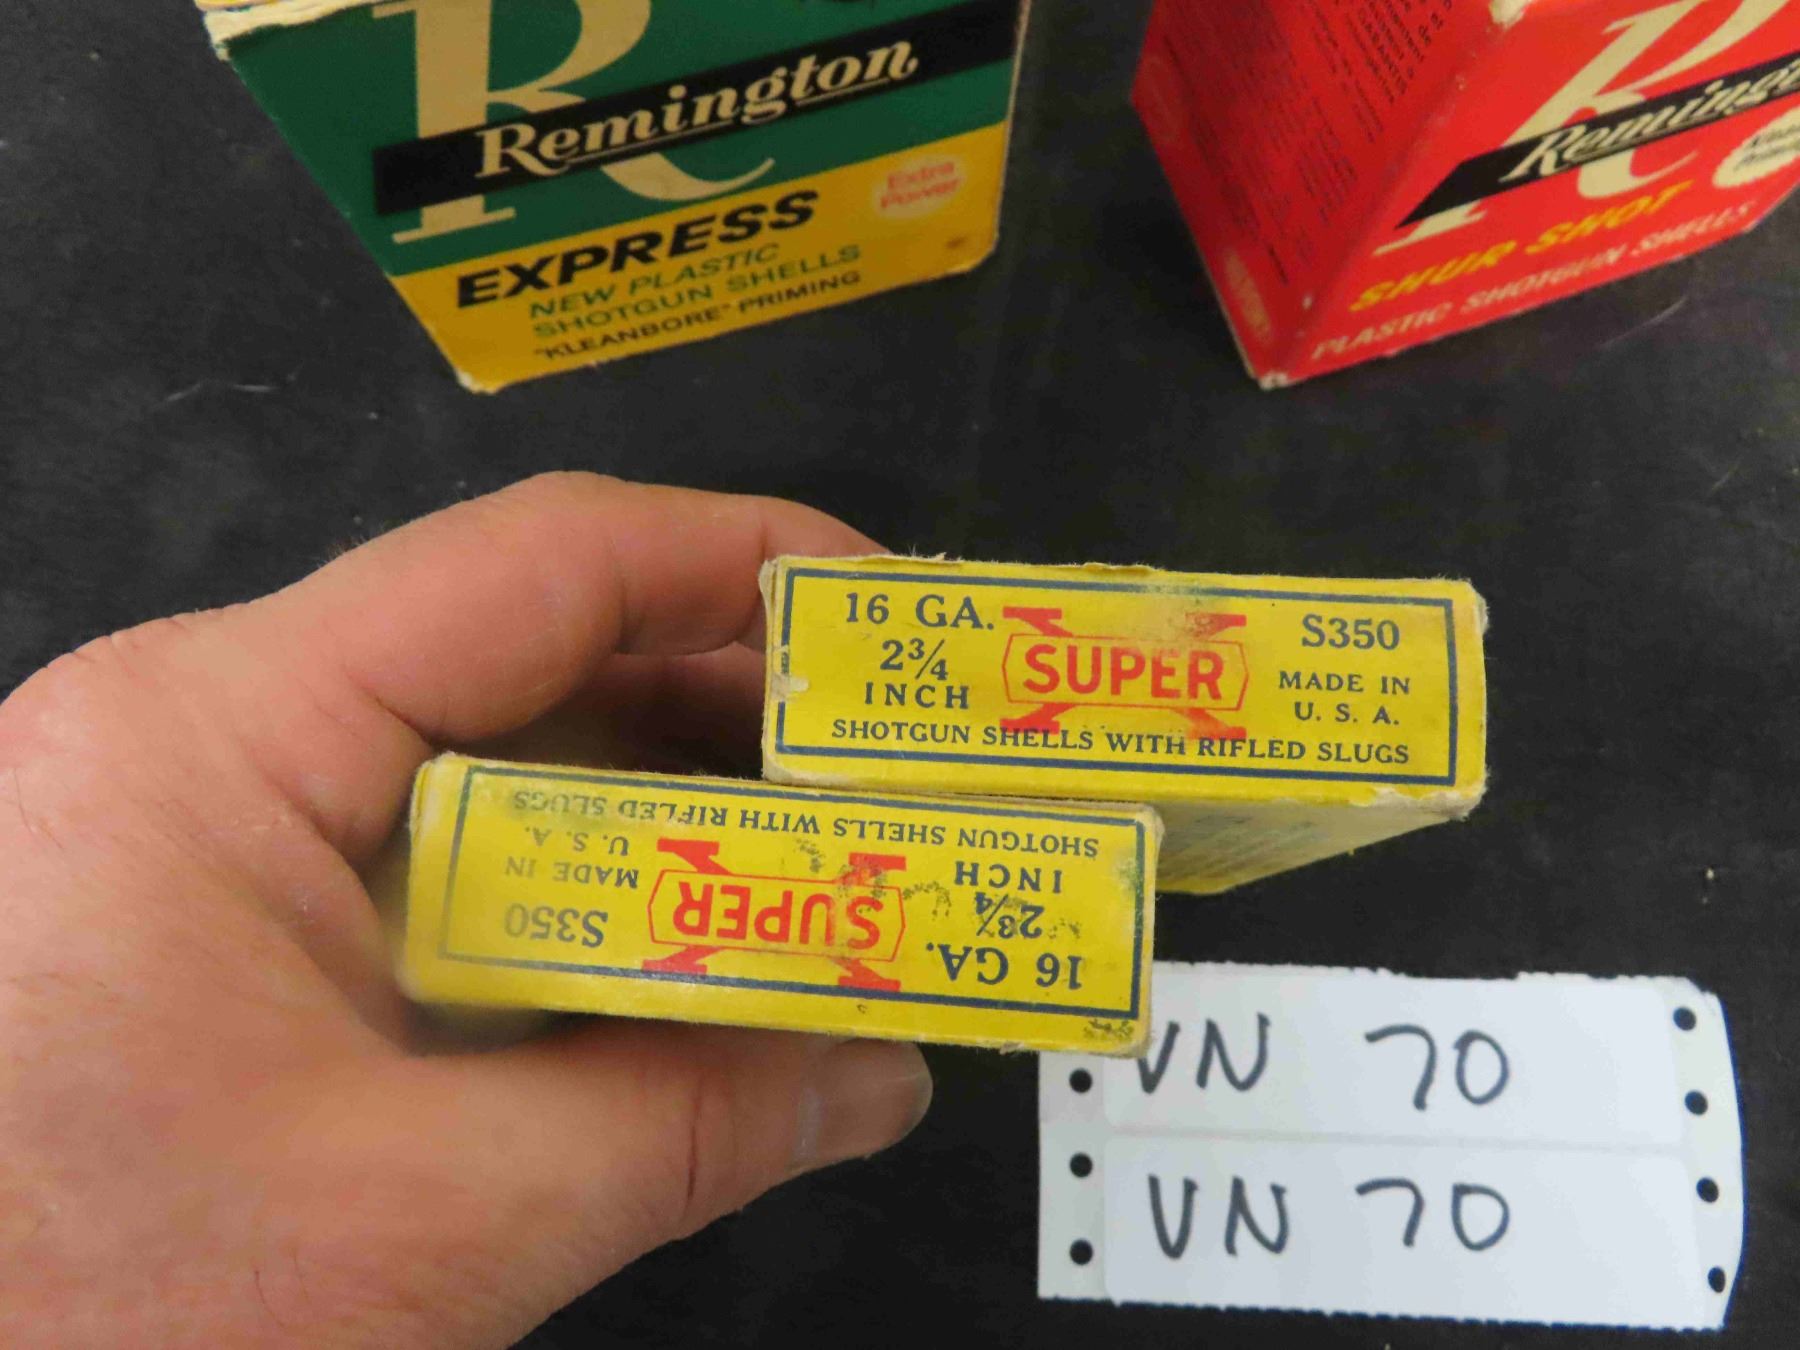 R
Remington
Extra
Power
EXPRESS
NEW PLASTIC
SHOTGUN SHELLS
"KLEANBORE" PRIMING
R
Remingt
SHUR SHOT
PLASTIC SHOTGUN SHELLS
16 GA.
2¾
INCH
X
SUPER
S350
MADE IN
U. S. A.
SHOTGUN SHELLS WITH RIFLED SLUGS
16 GA.
2¾
INCH
X
SUPER
S350
MADE IN
U. S. A.
SHOTGUN SHELLS WITH RIFLED SLUGS
VN 70
VN 70